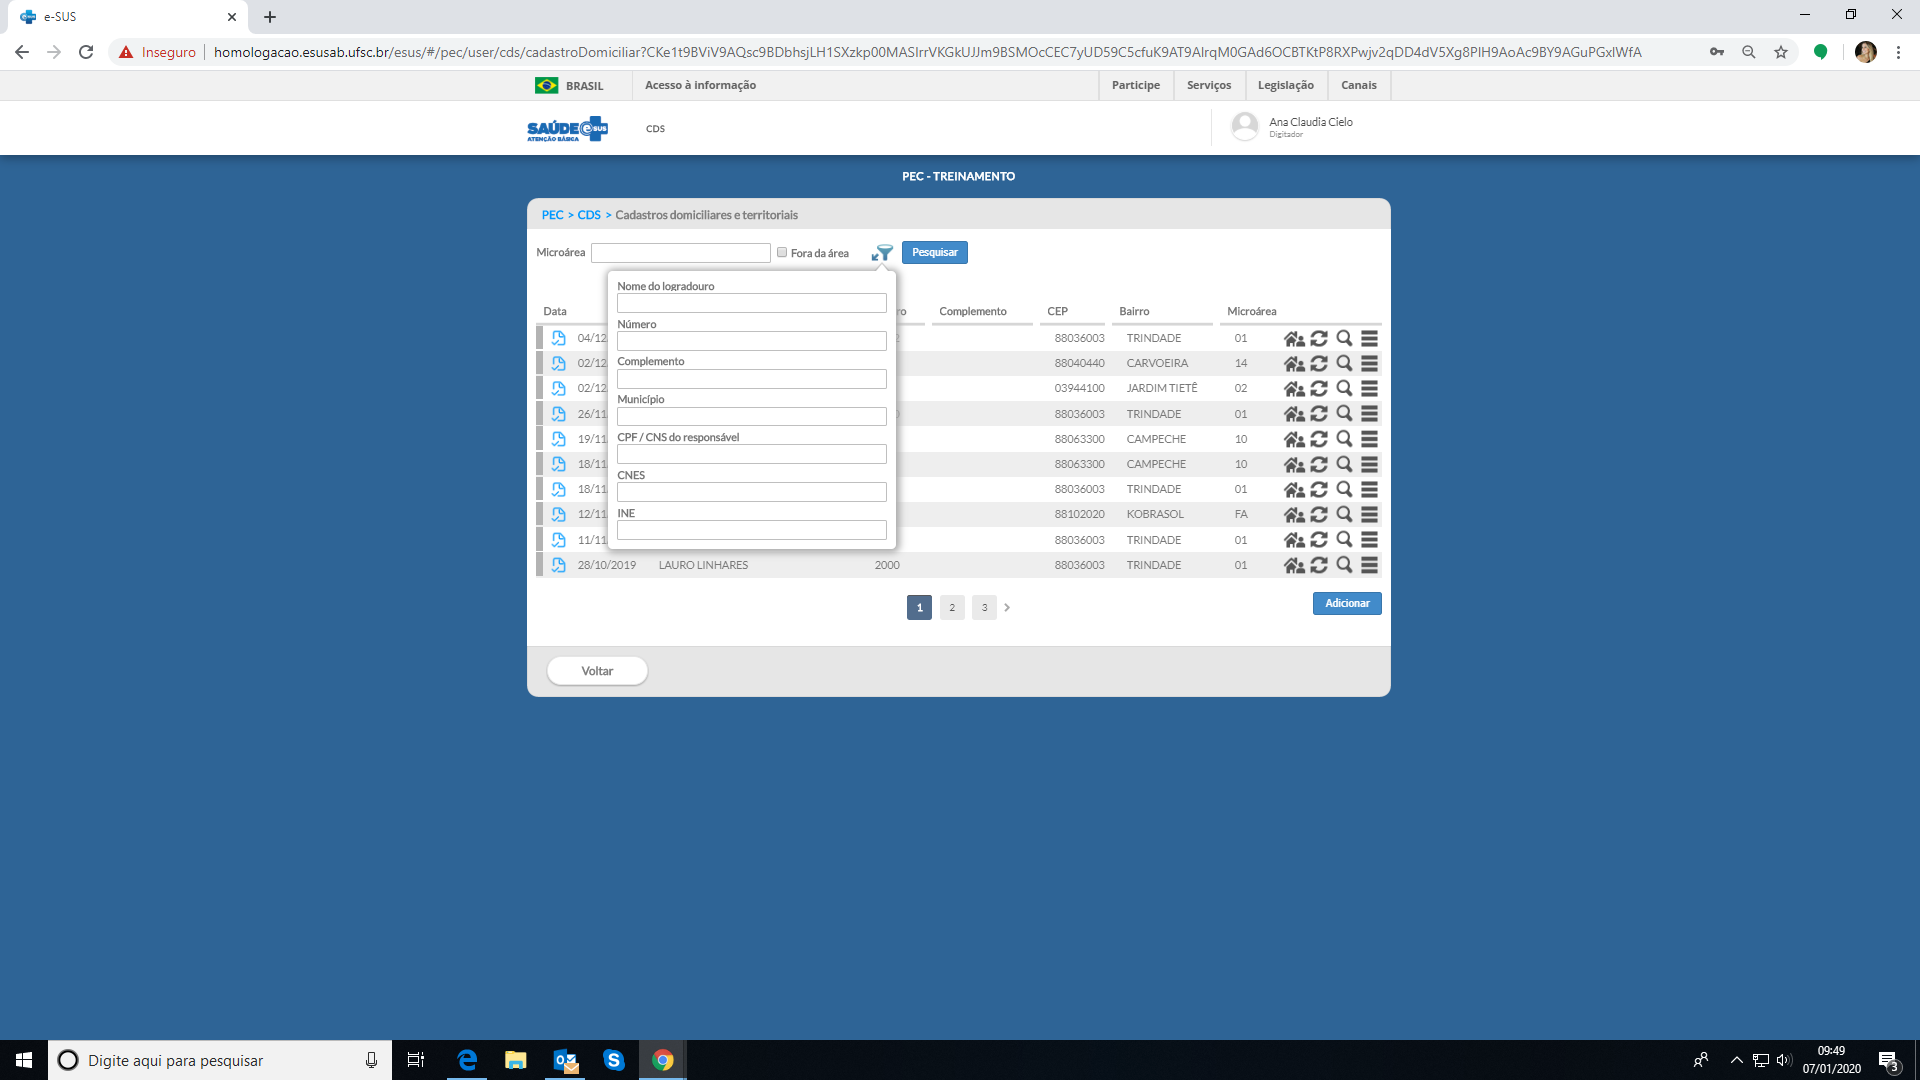 e-SUS
Inseguro homologacao.esusab.ufsc.br/esus/#/pec/user/cds/cadastroDomiciliar?CKe1t9BViV9AQsc9BDbhsjLH1SXzkp00MASIrrVKGkUJJm9BSMOcCEC7yUD59C5cfuK9AT9AIrqM0GAd6OCBTKtP8RXPwjv2qDD4dV5Xg8PIH9AoAc9BY9AGuPGxIWfA
BRASIL Acesso à informação Participe Serviços Legislação Canais
SAÚDE e-SUS
ATENÇÃO BÁSICA
CDS
Ana Claudia Cielo
Digitador
PEC - TREINAMENTO
PEC > CDS > Cadastros domiciliares e territoriais
Microárea Fora da área Pesquisar
Nome do logradouro
Número
Complemento
Município
CPF / CNS do responsável
CNES
INE
Data ro Complemento CEP Bairro Microárea
04/12 2 88036003 TRINDADE 01
02/12 88040440 CARVOEIRA 14
02/12 03944100 JARDIM TIETÊ 02
26/11 0 88036003 TRINDADE 01
19/11 88063300 CAMPECHE 10
18/11 88063300 CAMPECHE 10
18/11 88036003 TRINDADE 01
12/11 88102020 KOBRASOL FA
11/11 88036003 TRINDADE 01
28/10/2019 LAURO LINHARES 2000 88036003 TRINDADE 01
1 2 3 >
Adicionar
Voltar
Digite aqui para pesquisar
09:49
07/01/2020
3